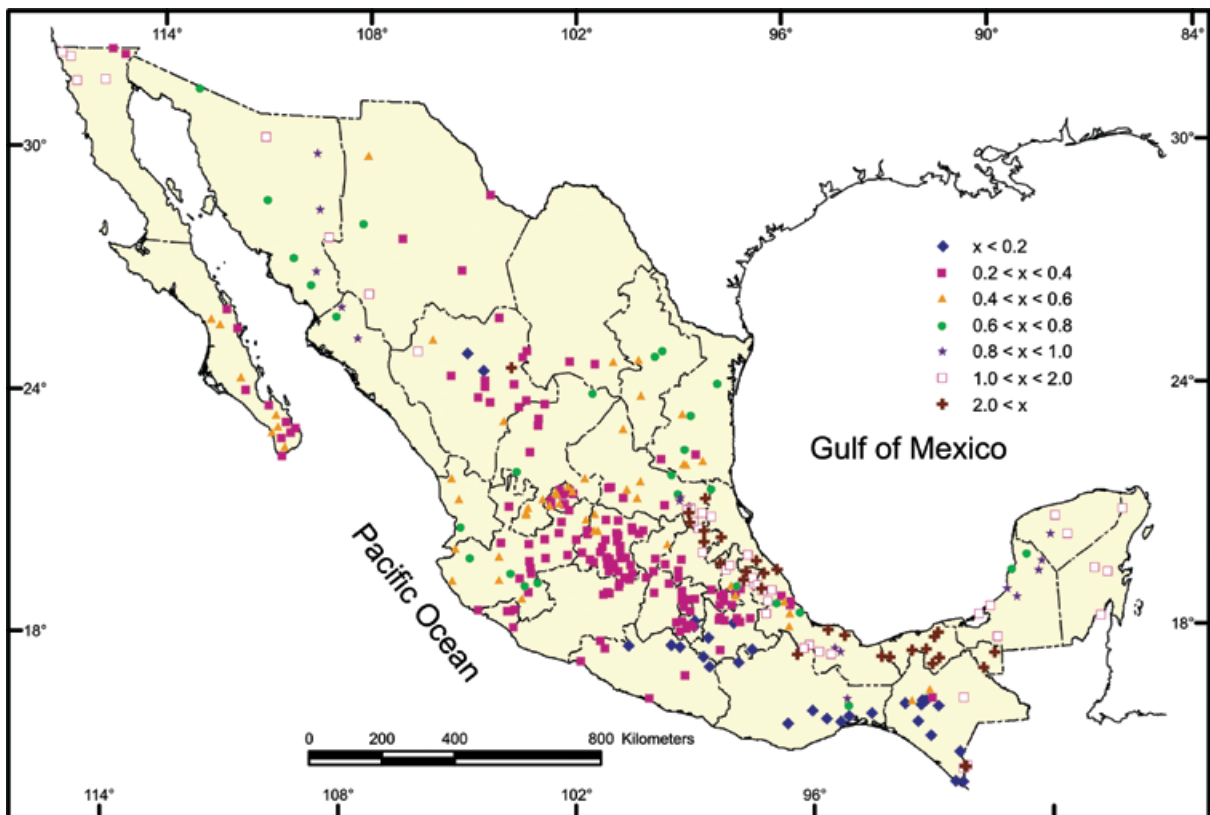 114° 108° 102° 96° 90° 84°
30° 30°
x < 0.2
0.2 < x < 0.4
0.4 < x < 0.6
0.6 < x < 0.8
0.8 < x < 1.0
1.0 < x < 2.0
2.0 < x
24° 24°
Gulf of Mexico
Pacific Ocean
18° 18°
0 200 400 800 Kilometers
114° 108° 102° 96°